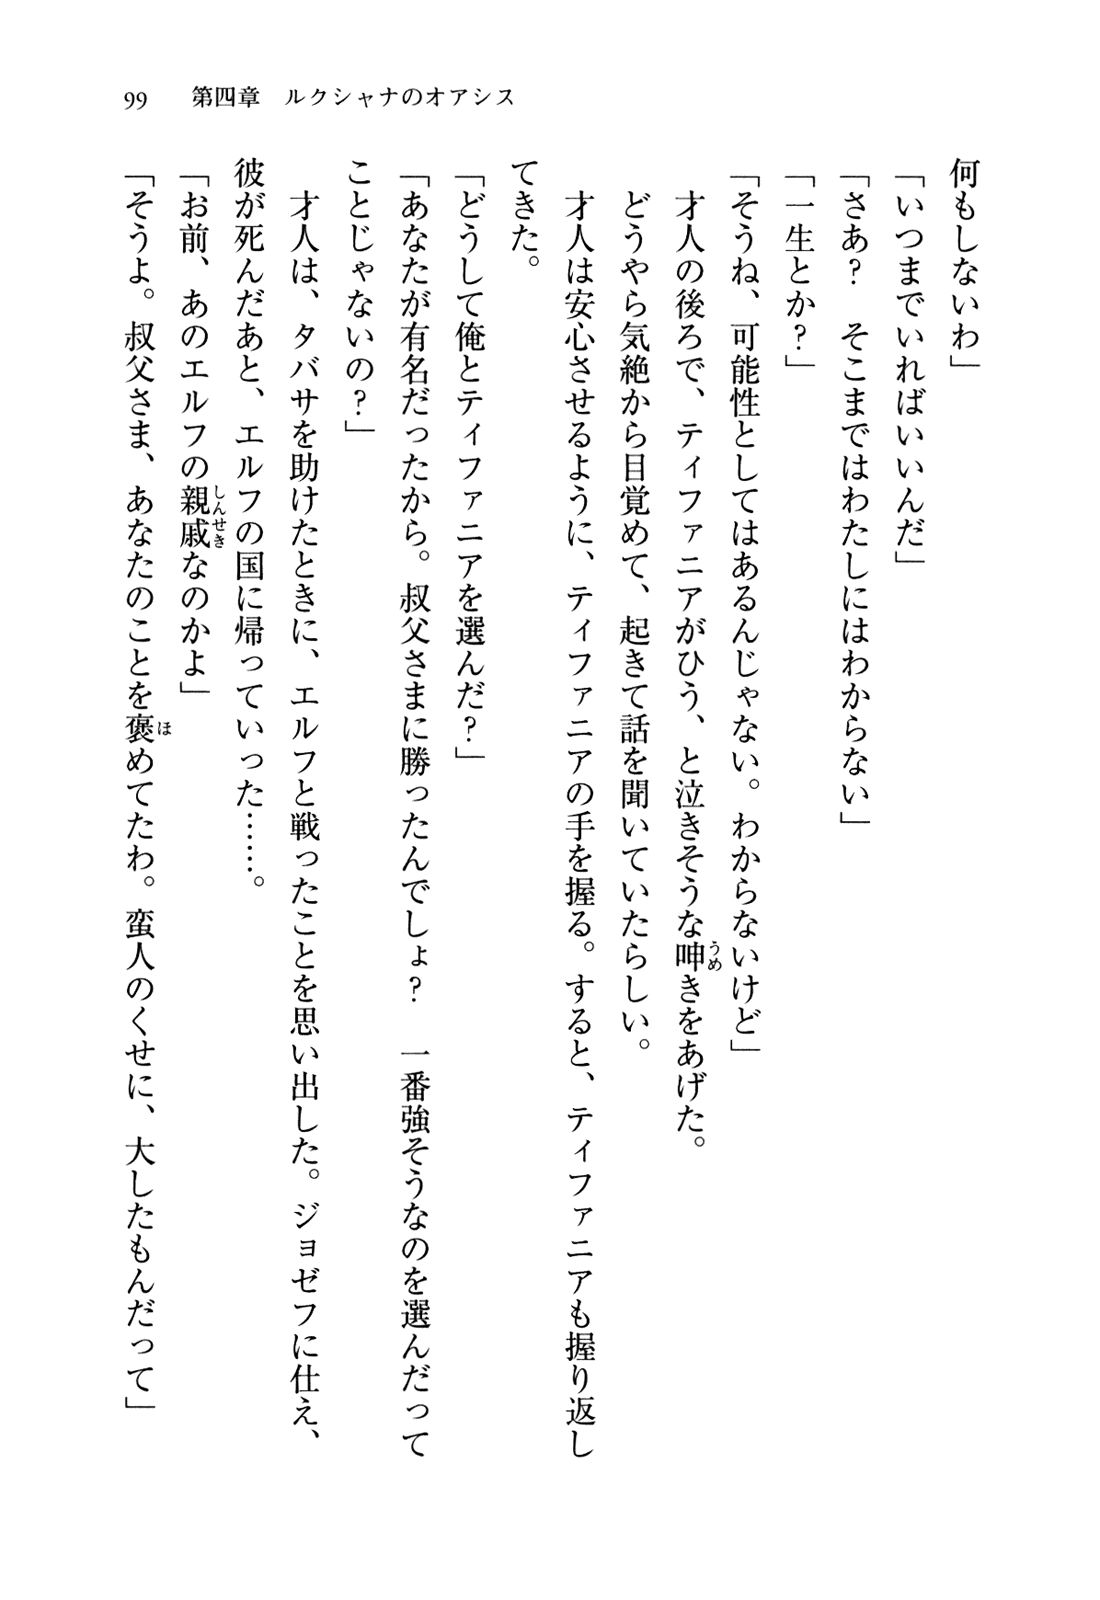 99　第四章　ルクシャナのオアシス
何もしないわ」
「いつまでいればいいんだ」
「さあ？　そこまではわたしにはわからない」
「一生とか？」
「そうね、可能性としてはあるんじゃない。わからないけど」
　才人の後ろで、ティファニアがひう、と泣きそうな呻きをあげた。
　どうやら気絶から目覚めて、起きて話を聞いていたらしい。
　才人は安心させるように、ティファニアの手を握る。すると、ティファニアも握り返し
てきた。
「どうして俺とティファニアを選んだ？」
「あなたが有名だったから。叔父さまに勝ったんでしょ？　一番強そうなのを選んだって
ことじゃないの？」
　才人は、タバサを助けたときに、エルフと戦ったことを思い出した。ジョゼフに仕え、
彼が死んだあと、エルフの国に帰っていった……。
「お前、あのエルフの親戚なのかよ」
「そうよ。叔父さま、あなたのことを褒めてたわ。蛮人のくせに、大したもんだって」